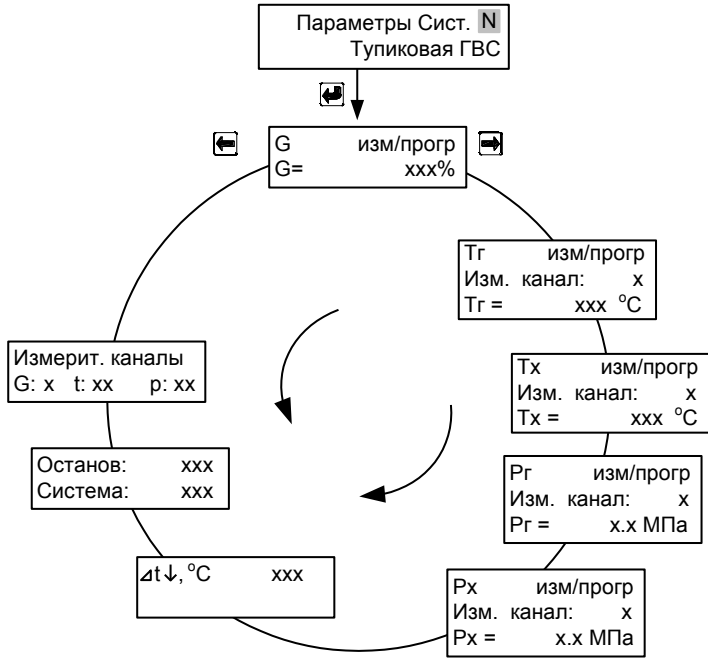 Параметры Сист. N
Тупиковая ГВС
G изм/прогр
G= xxx%
Тг изм/прогр
Изм. канал: x
Тг = xxx °C
Тх изм/прогр
Изм. канал: x
Тх = xxx °C
Рг изм/прогр
Изм. канал: x
Рг = x.x МПа
Рх изм/прогр
Изм. канал: x
Рх = x.x МПа
⊿t↓, °C xxx
Останов: xxx
Система: xxx
Измерит. каналы
G: x t: xx p: xx